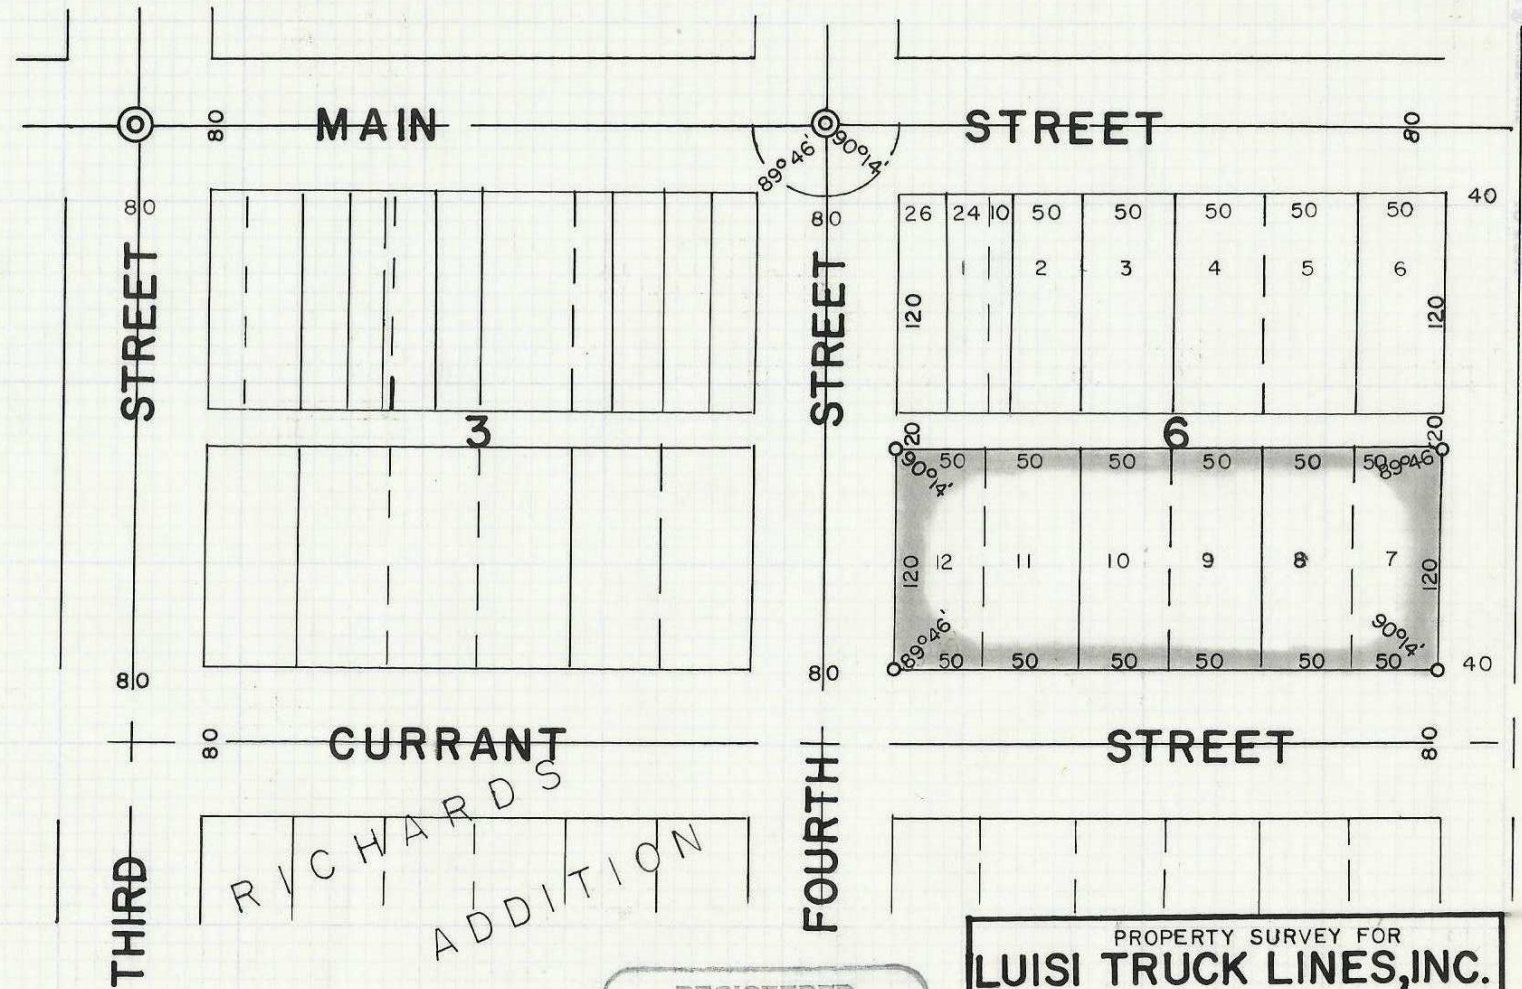 MAIN STREET
80
80
89°46'
90°14'
80
80
40
26 24 10 50 50 50 50 50
1 2 3 4 5 6
120
120
STREET
STREET
3
6
20
20
90°14'
50 50 50 50 50 50
89°46'
12 11 10 9 8 7
120
120
89°46'
90°14'
50 50 50 50 50 50
40
80
80
80
CURRANT STREET
80
RICHARDS
ADDITION
THIRD
FOURTH
PROPERTY SURVEY FOR
LUISI TRUCK LINES, INC.
REGISTERED